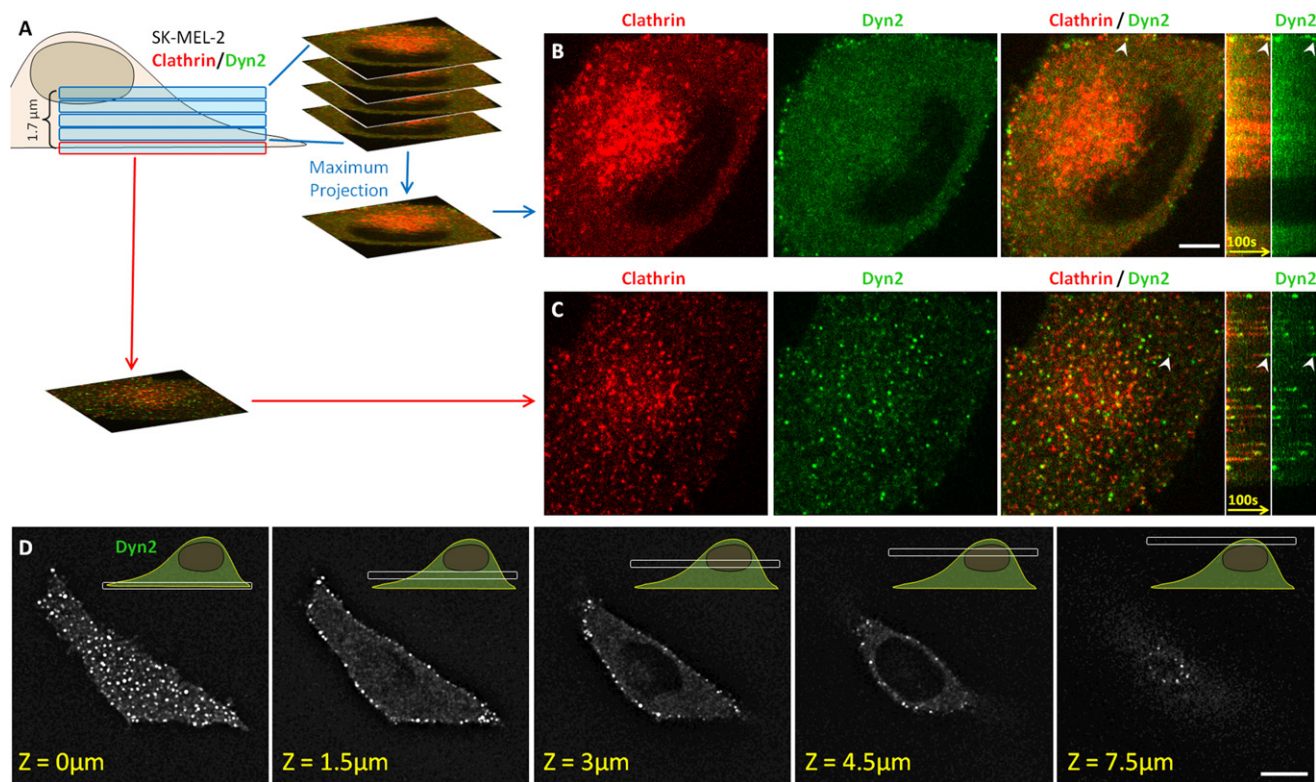 A
SK-MEL-2
Clathrin/Dyn2
1.7 µm
Maximum
Projection
Clathrin
Dyn2
Clathrin / Dyn2
Dyn2
B
100s
Clathrin
Dyn2
Clathrin / Dyn2
Dyn2
C
100s
D
Dyn2
Z = 0µm
Z = 1.5µm
Z = 3µm
Z = 4.5µm
Z = 7.5µm